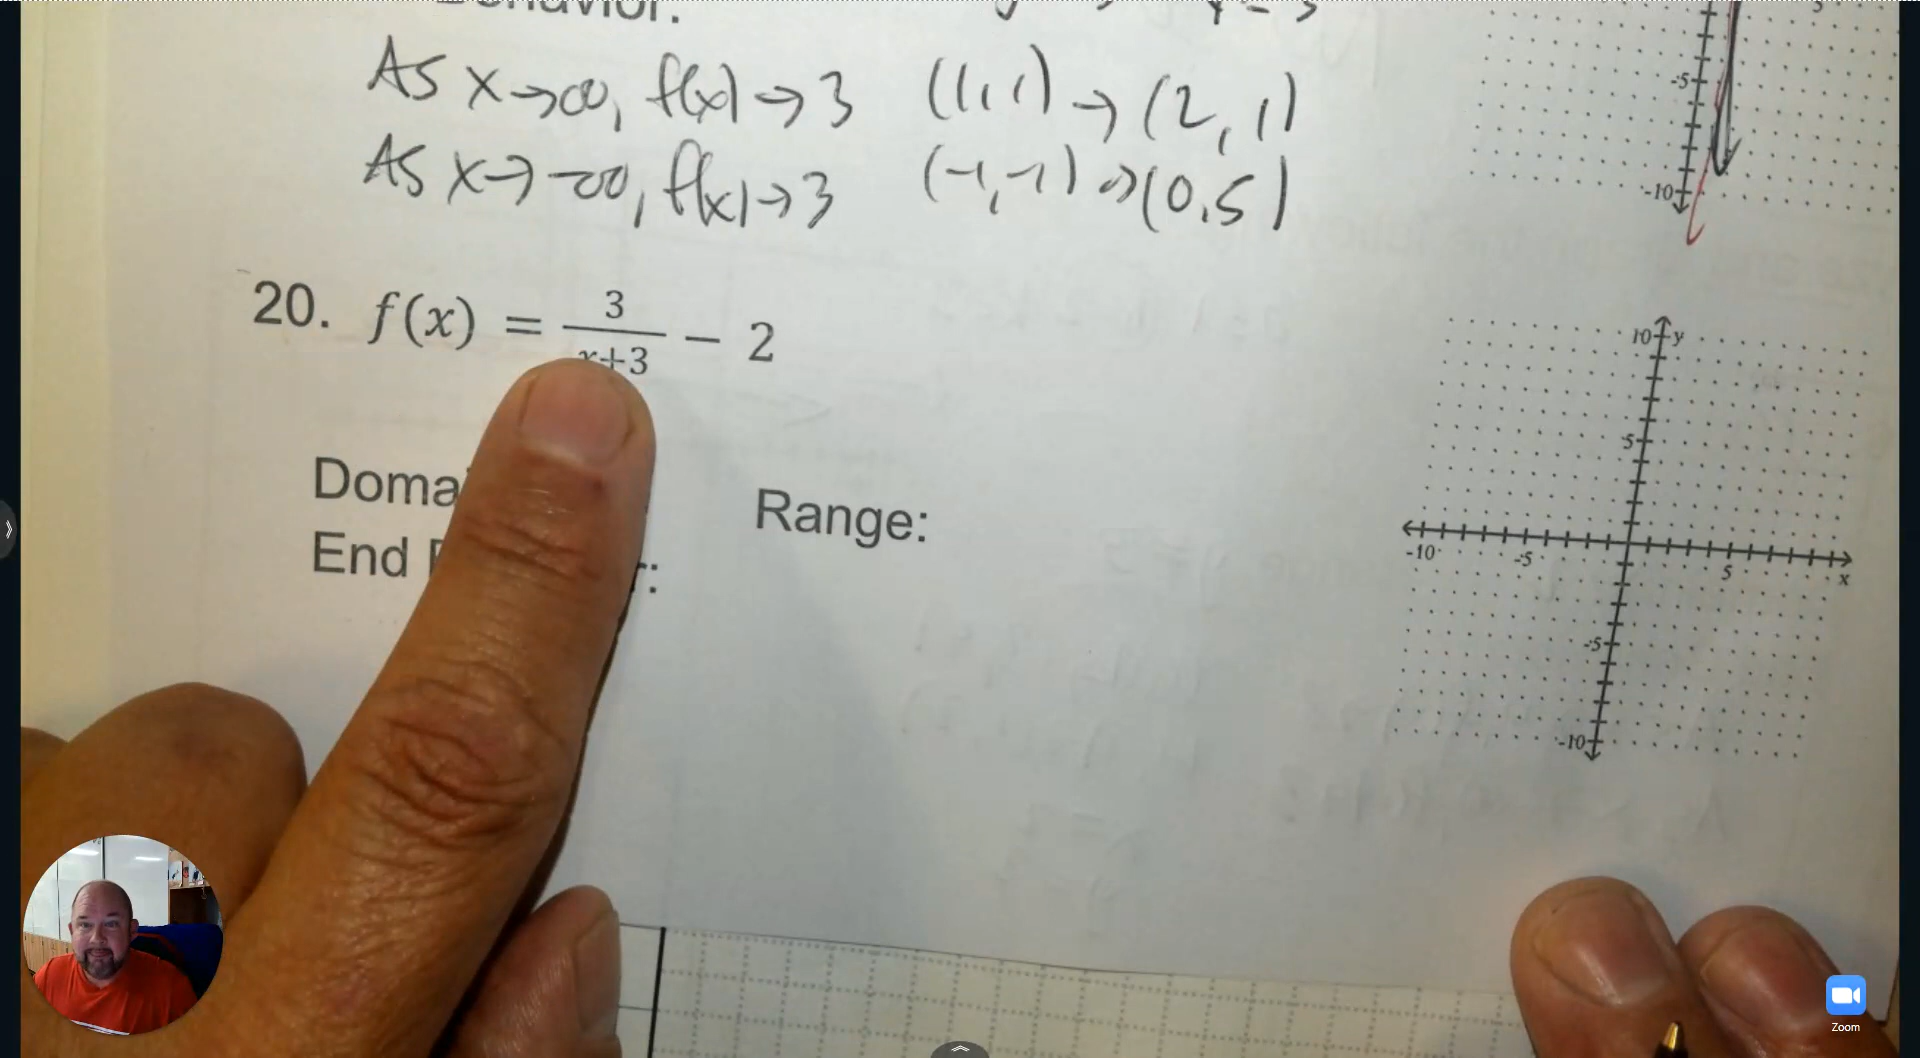 As x→∞, f(x)→3 (1,1)→(2,1)
As x→-∞, f(x)→3 (-1,-1)→(0,5)
20. f(x) = 3/(x+3) − 2
Range:
End
-5
-10
10 y
5
-10 -5 5 x
-5
-10
Zoom